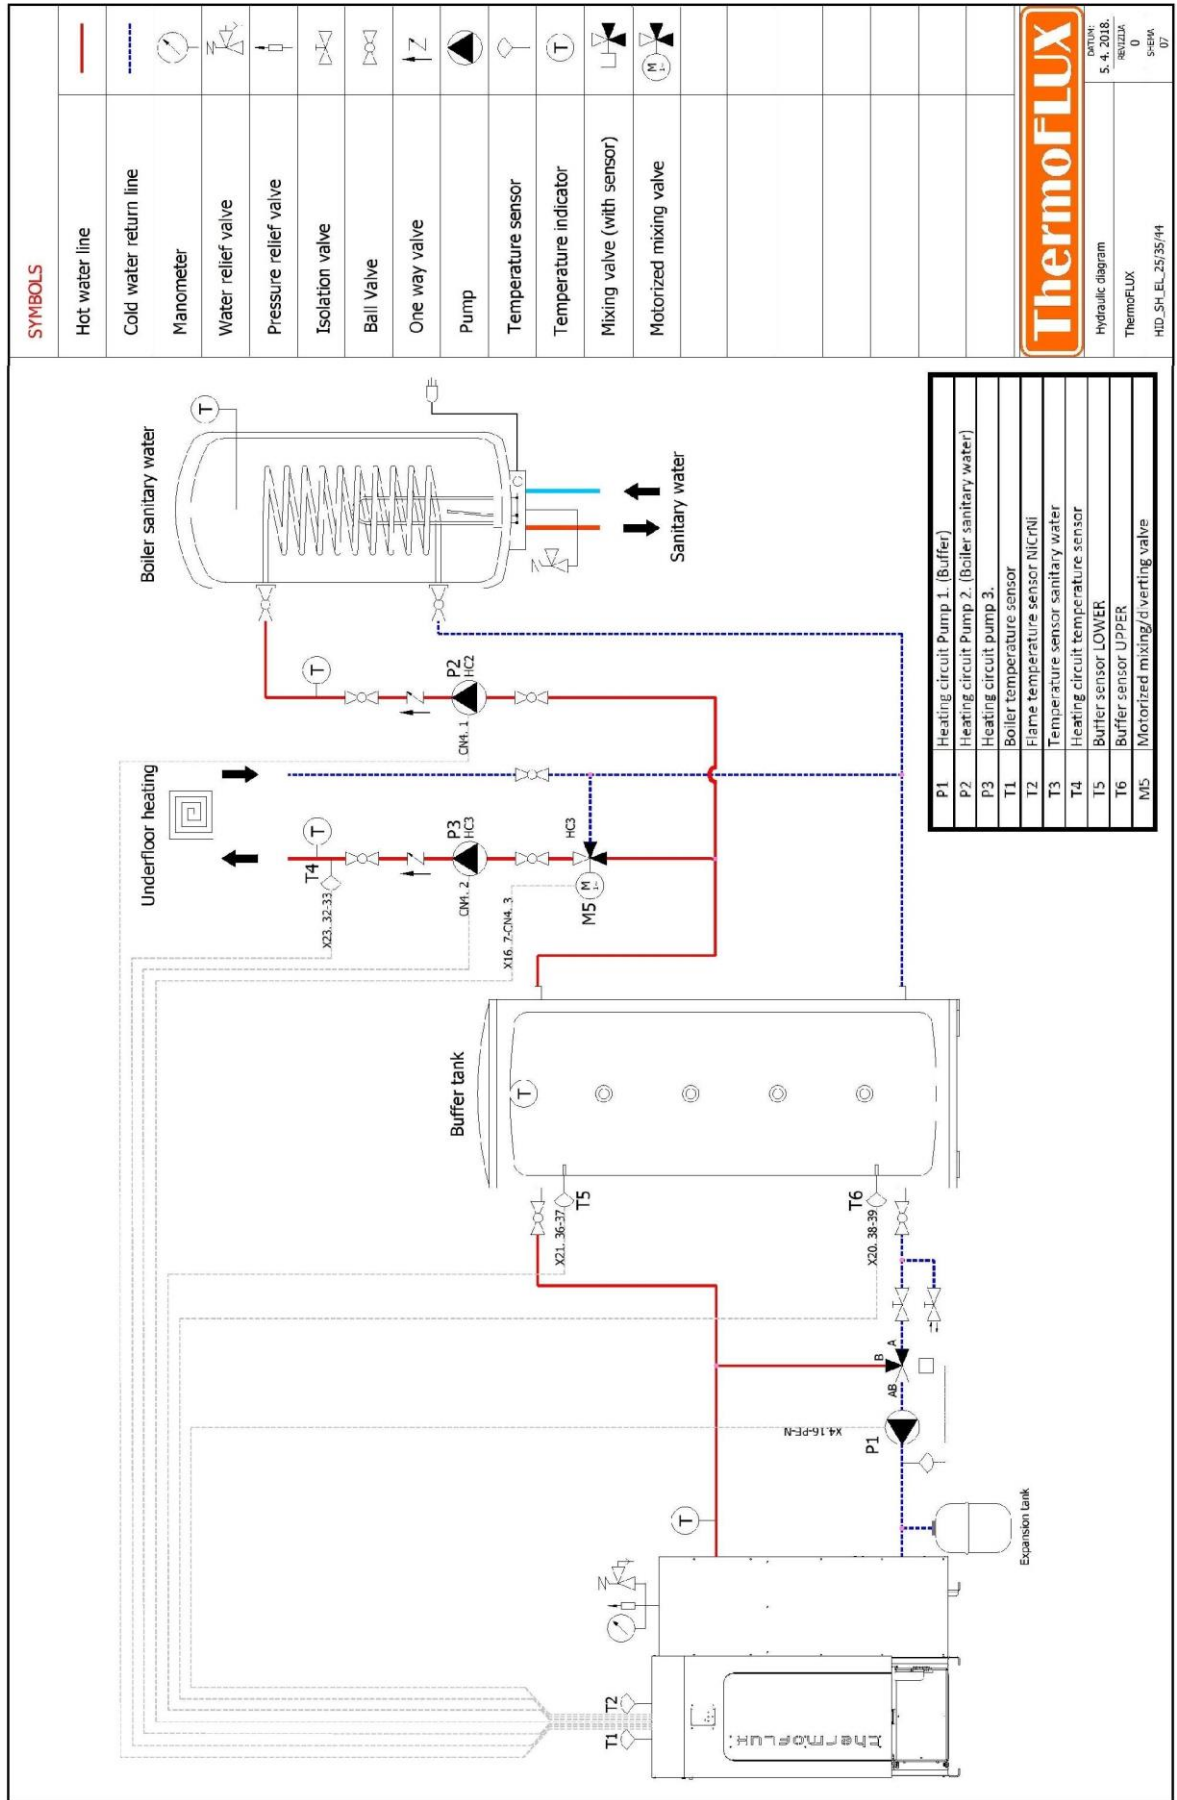 SYMBOLS
Hot water line
Cold water return line
Manometer
Water relief valve
Pressure relief valve
Isolation valve
Ball Valve
One way valve
Pump
Temperature sensor
T
Temperature indicator
Mixing valve (with sensor)
M
1~
Motorized mixing valve
ThermoFLUX
Hydraulic diagram
ThermoFLUX
HID_SH_EL_25/35/44
DATUM:
5. 4. 2018.
REVIZIJA
0
SHEMA
07
Boiler sanitary water
T
Sanitary water
T
P2
HC2
CN4. 1
Underfloor heating
T
T4
X23. 32-33
P3
HC3
CN4. 2
HC3
M
1~
M5
X16. 7-CN4. 3
Buffer tank
T
T5
X21. 36-37
T6
X20. 38-39
A
B
AB
X4.16-PE-N
P1
T
Expansion tank
T1
T2
thermoFLUX
P1 Heating circuit Pump 1. (Buffer)
P2 Heating circuit Pump 2. (Boiler sanitary water)
P3 Heating circuit pump 3.
T1 Boiler temperature sensor
T2 Flame temperature sensor NiCrNi
T3 Temperature sensor sanitary water
T4 Heating circuit temperature sensor
T5 Buffer sensor LOWER
T6 Buffer sensor UPPER
M5 Motorized mixing/diverting valve